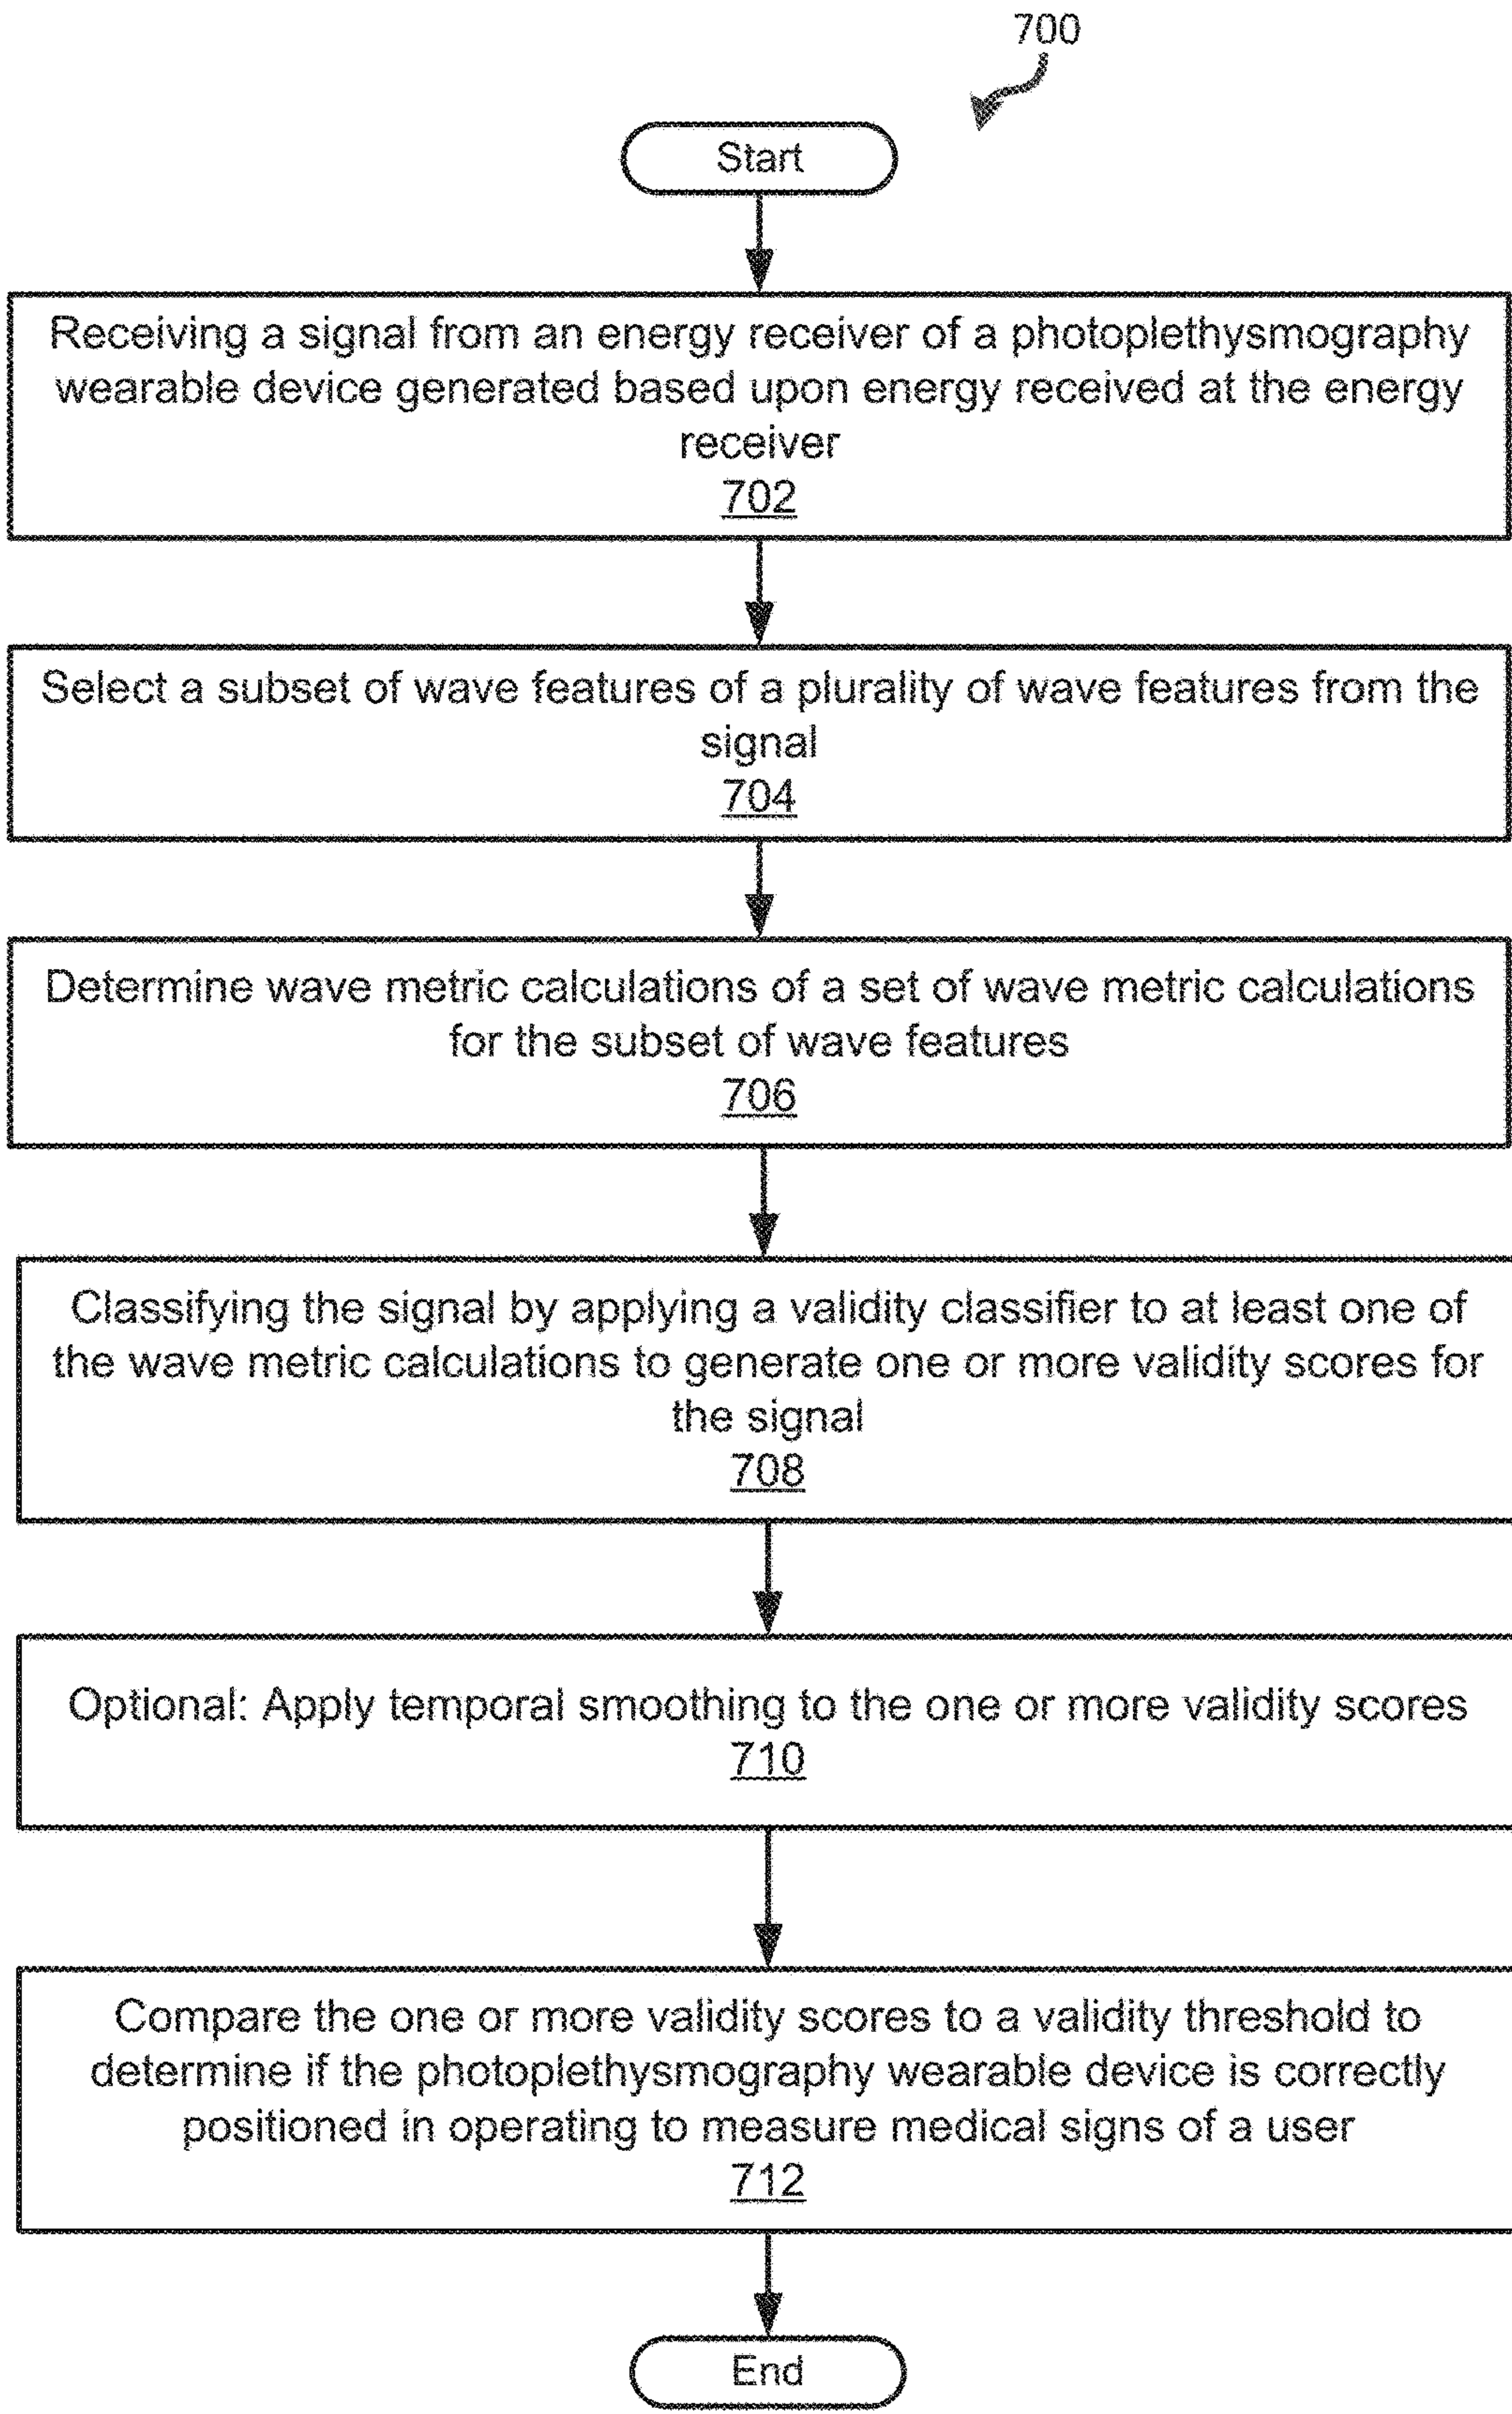 700
Start
Receiving a signal from an energy receiver of a photoplethysmography
wearable device generated based upon energy received at the energy
receiver
702
Select a subset of wave features of a plurality of wave features from the
signal
704
Determine wave metric calculations of a set of wave metric calculations
for the subset of wave features
706
Classifying the signal by applying a validity classifier to at least one of
the wave metric calculations to generate one or more validity scores for
the signal
708
Optional: Apply temporal smoothing to the one or more validity scores
710
Compare the one or more validity scores to a validity threshold to
determine if the photoplethysmography wearable device is correctly
positioned in operating to measure medical signs of a user
712
End